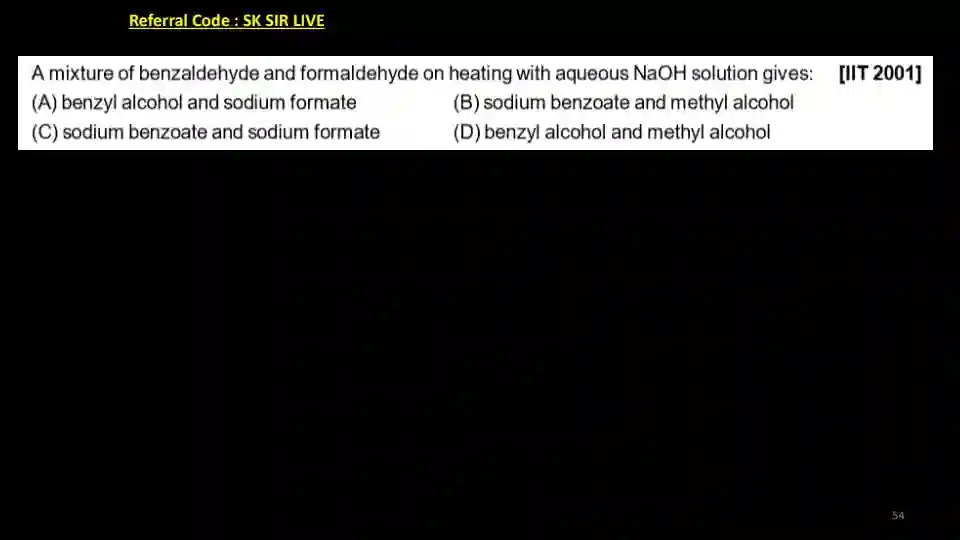 Referral Code : SK SIR LIVE
A mixture of benzaldehyde and formaldehyde on heating with aqueous NaOH solution gives: [IIT 2001]
(A) benzyl alcohol and sodium formate (B) sodium benzoate and methyl alcohol
(C) sodium benzoate and sodium formate (D) benzyl alcohol and methyl alcohol
54